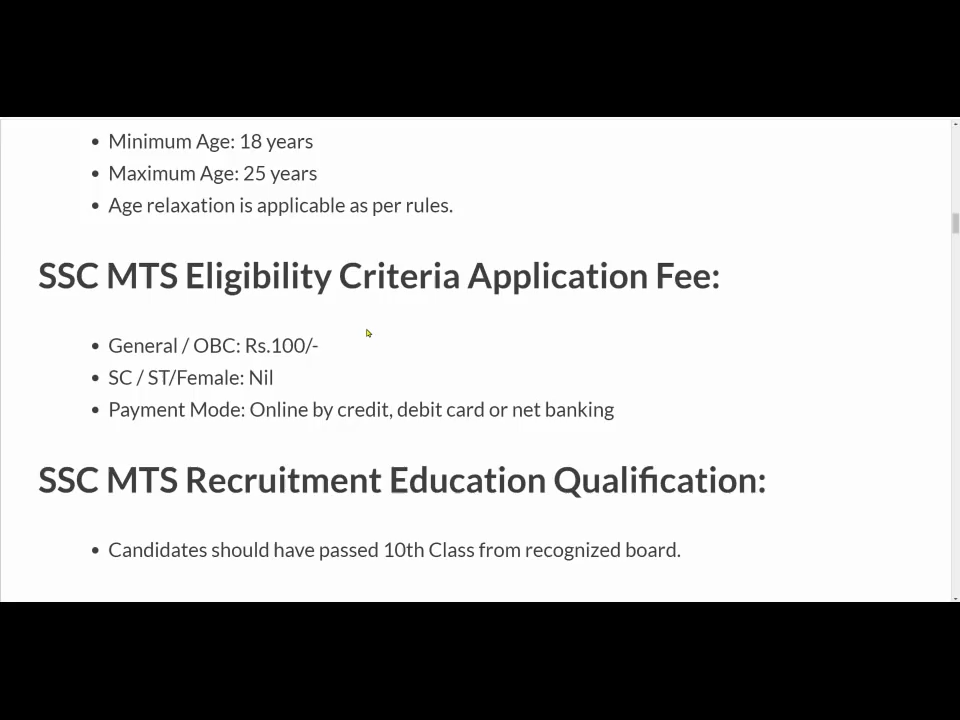 • Minimum Age: 18 years
• Maximum Age: 25 years
• Age relaxation is applicable as per rules.
SSC MTS Eligibility Criteria Application Fee:
• General / OBC: Rs.100/-
• SC / ST/Female: Nil
• Payment Mode: Online by credit, debit card or net banking
SSC MTS Recruitment Education Qualification:
• Candidates should have passed 10th Class from recognized board.